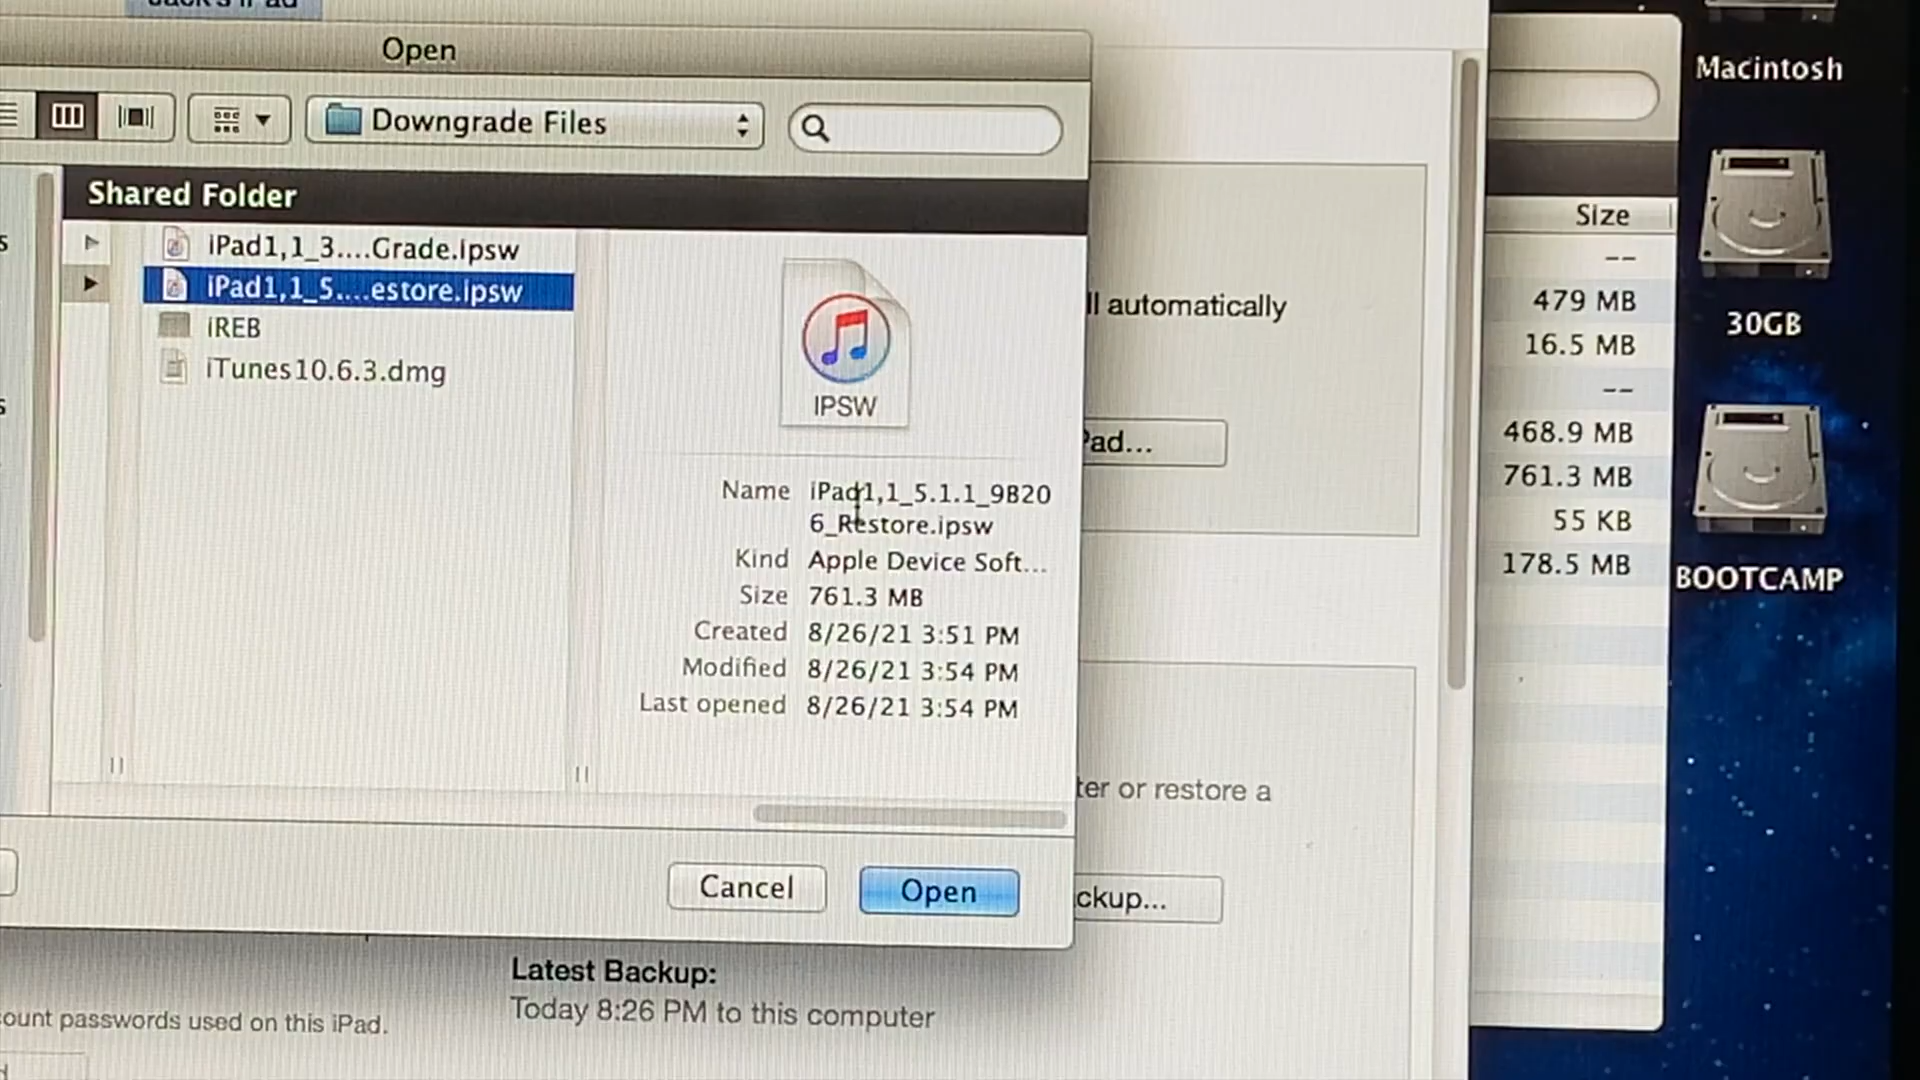 Jack's iPad
Open
Macintosh
Downgrade Files
Shared Folder
Size
iPad1,1_3....Grade.ipsw
--
iPad1,1_5....estore.ipsw
ll automatically
479 MB
iREB
30GB
16.5 MB
iTunes10.6.3.dmg
IPSW
--
Pad...
468.9 MB
Name iPad1,1_5.1.1_9B20
6_Restore.ipsw
761.3 MB
55 KB
Kind Apple Device Soft...
178.5 MB
BOOTCAMP
Size 761.3 MB
Created 8/26/21 3:51 PM
Modified 8/26/21 3:54 PM
Last opened 8/26/21 3:54 PM
ter or restore a
Cancel
Open
ckup...
Latest Backup:
Today 8:26 PM to this computer
ount passwords used on this iPad.